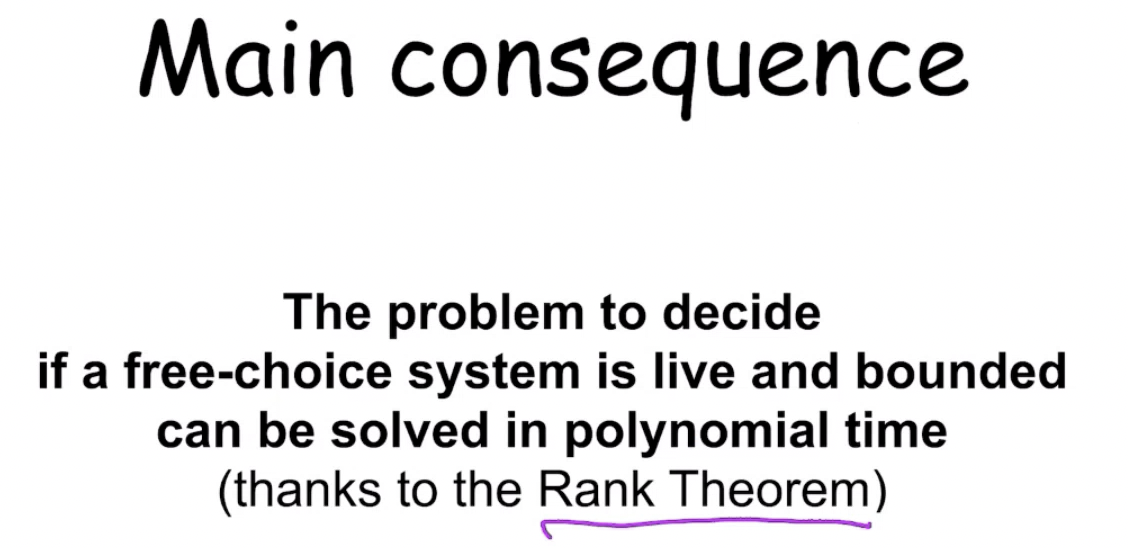 Main consequence
The problem to decide
if a free-choice system is live and bounded
can be solved in polynomial time
(thanks to the Rank Theorem)